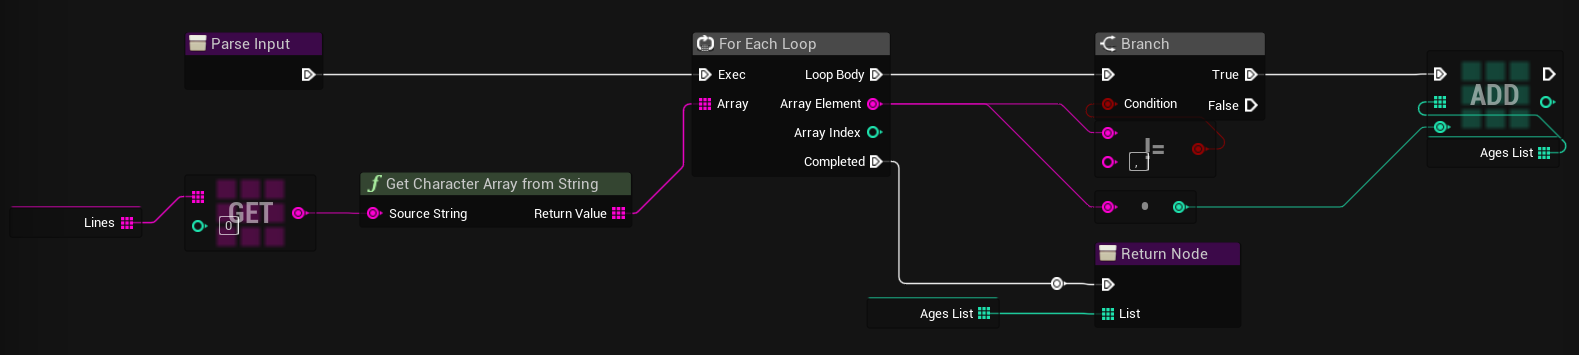 Parse Input
For Each Loop
Exec
Loop Body
Array
Array Element
Array Index
Completed
Branch
True
Condition
False
!=
,
ADD
Ages List
Lines
GET
0
f Get Character Array from String
Source String
Return Value
•
Return Node
Ages List
List